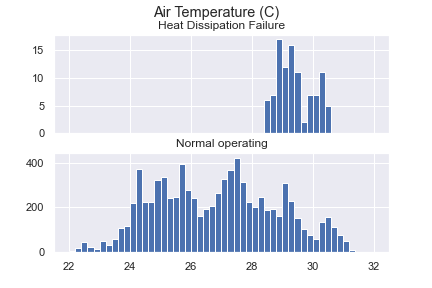 Air Temperature (C)
Heat Dissipation Failure
15
10
5
0
Normal operating
400
200
0
22 24 26 28 30 32